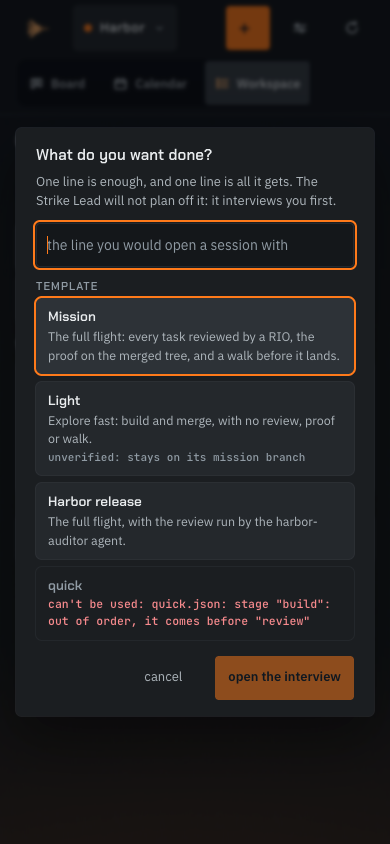 Harbor
Board
Calendar
Workspace
What do you want done?
One line is enough, and one line is all it gets. The
Strike Lead will not plan off it: it interviews you first.
the line you would open a session with
TEMPLATE
Mission
The full flight: every task reviewed by a RIO, the
proof on the merged tree, and a walk before it lands.
Light
Explore fast: build and merge, with no review, proof
or walk.
unverified: stays on its mission branch
Harbor release
The full flight, with the review run by the harbor-
auditor agent.
quick
can't be used: quick.json: stage "build":
out of order, it comes before "review"
cancel
open the interview